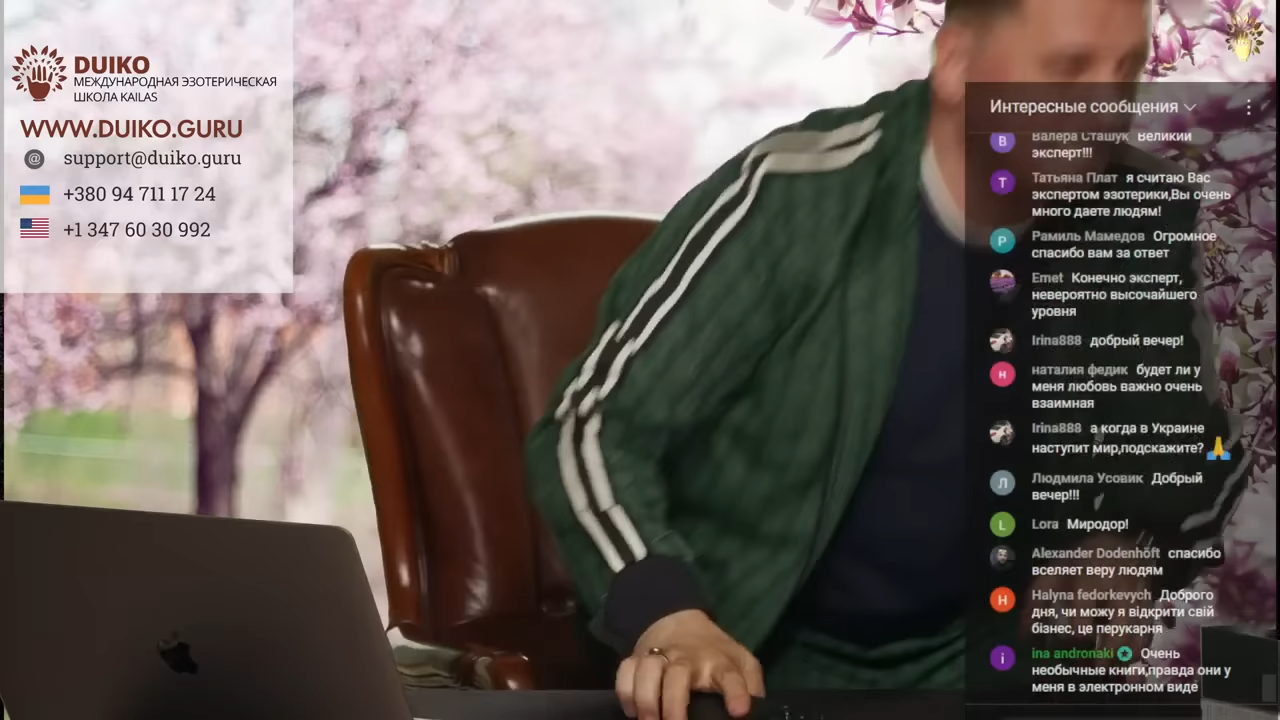 DUIKO
МЕЖДУНАРОДНАЯ ЭЗОТЕРИЧЕСКАЯ
ШКОЛА KAILAS
WWW.DUIKO.GURU
@ support@duiko.guru
+380 94 711 17 24
+1 347 60 30 992
Интересные сообщения
В Валера Сташук Великий
эксперт!!!
Т Татьяна Плат я считаю Вас
экспертом эзотерики,Вы очень
много даете людям!
Р Рамиль Мамедов Огромное
спасибо вам за ответ
Emet Конечно эксперт,
невероятно высочайшего
уровня
Irina888 добрый вечер!
н наталия федик будет ли у
меня любовь важно очень
взаимная
Irina888 а когда в Украине
наступит мир,подскажите? 🙏
Л Людмила Усовик Добрый
вечер!!!
L Lora Миродор!
Alexander Dodenhöft спасибо
вселяет веру людям
H Halyna fedorkevych Доброго
дня, чи можу я відкрити свій
бізнес, це перукарня
i ina andronaki Очень
необычные книги,правда они у
меня в электронном виде